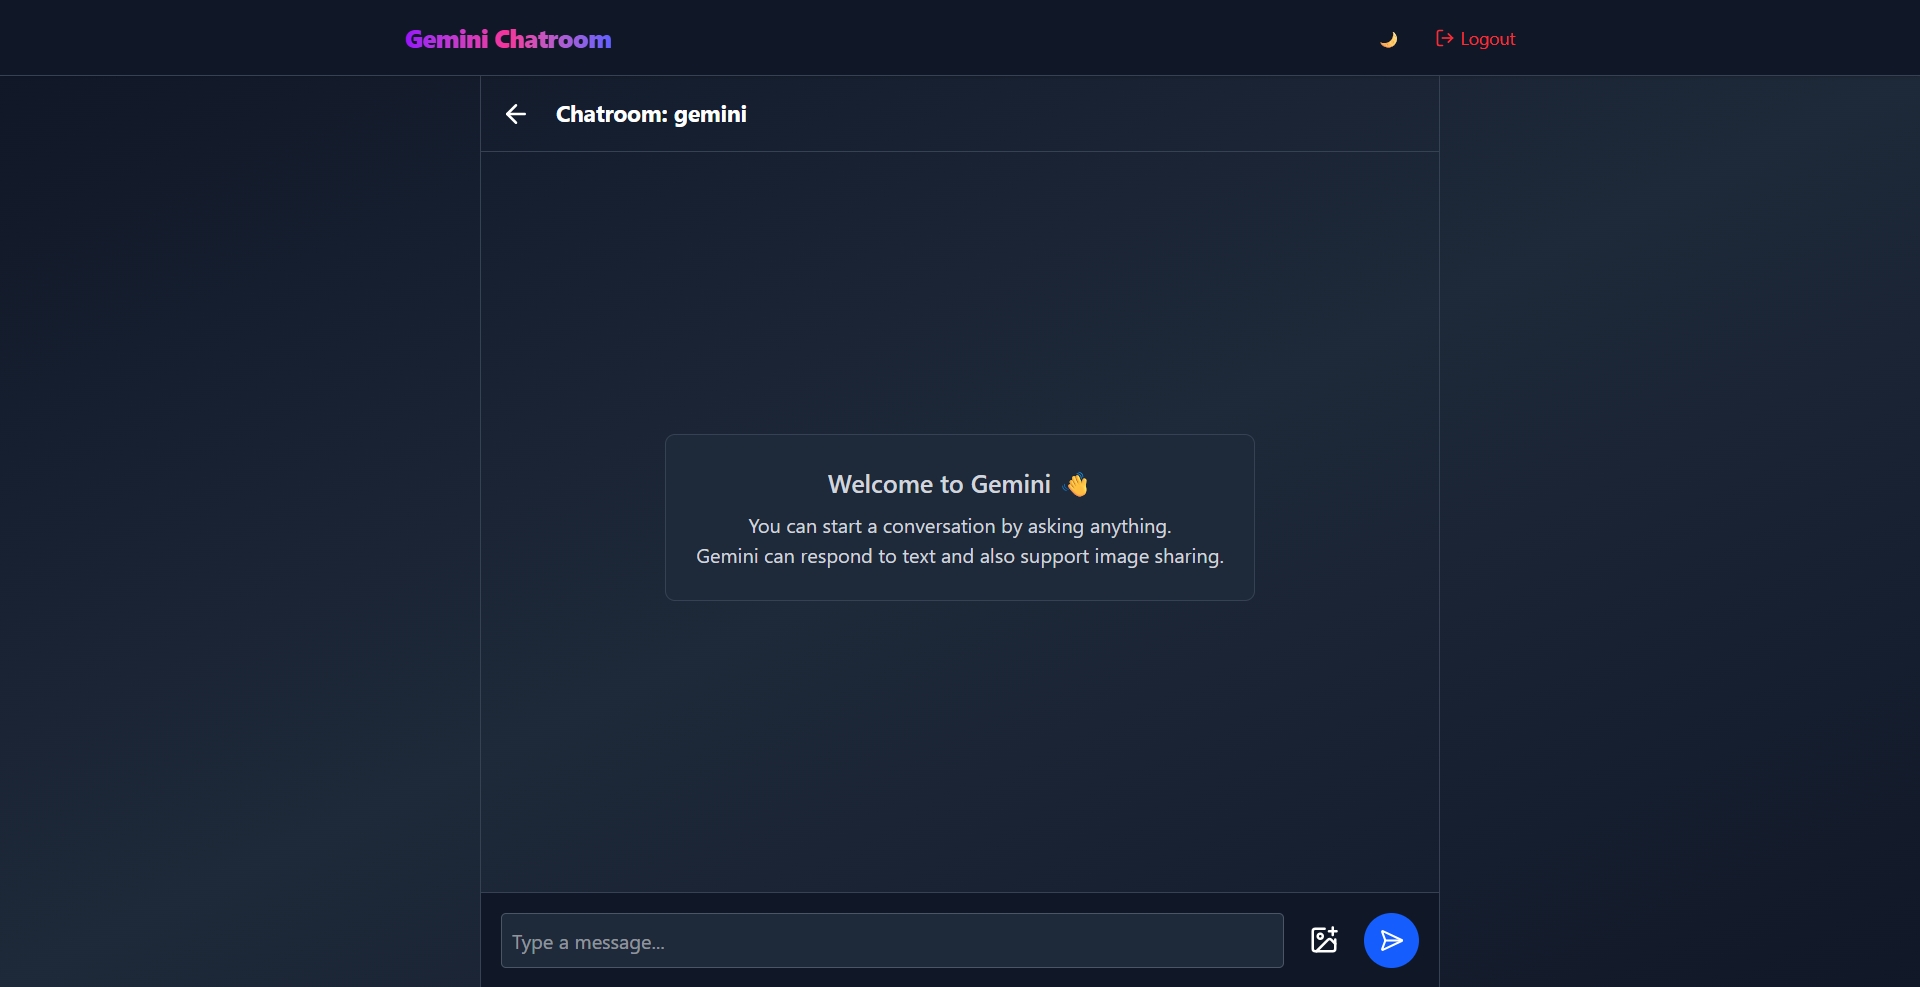 Gemini Chatroom
Logout
Chatroom: gemini
Welcome to Gemini 👋
You can start a conversation by asking anything.
Gemini can respond to text and also support image sharing.
Type a message...